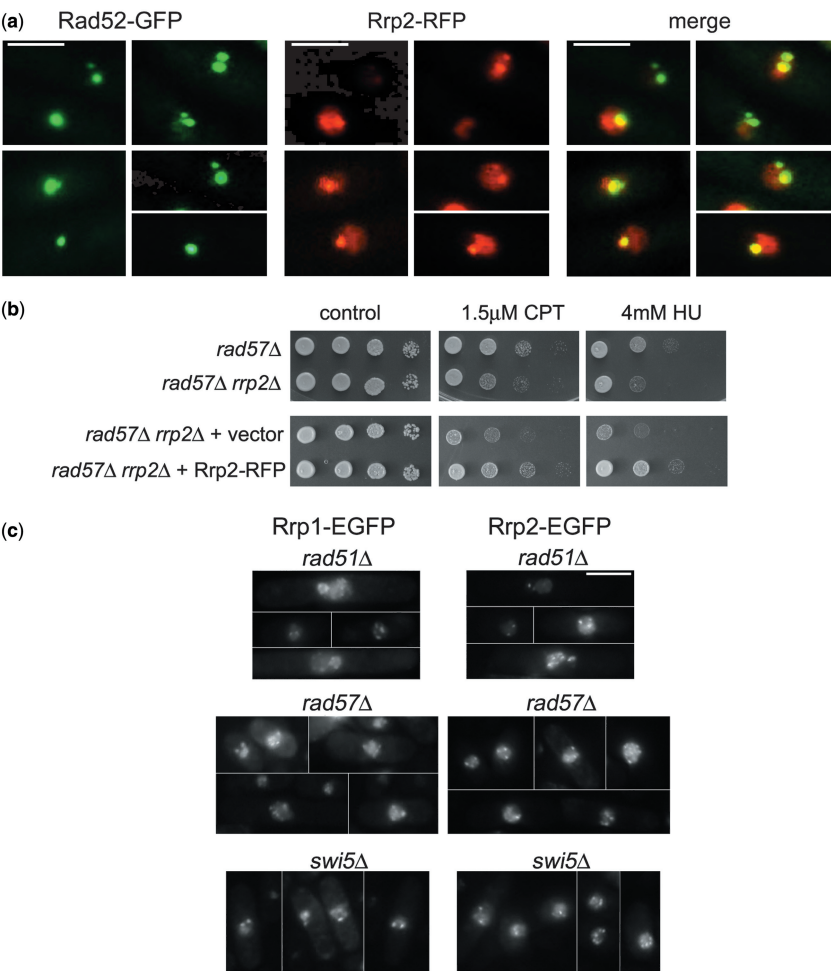 (a) Rad52-GFP Rrp2-RFP merge
(b)
control 1.5μM CPT 4mM HU
rad57Δ
rad57Δ rrp2Δ
rad57Δ rrp2Δ + vector
rad57Δ rrp2Δ + Rrp2-RFP
(c)
Rrp1-EGFP Rrp2-EGFP
rad51Δ rad51Δ
rad57Δ rad57Δ
swi5Δ swi5Δ